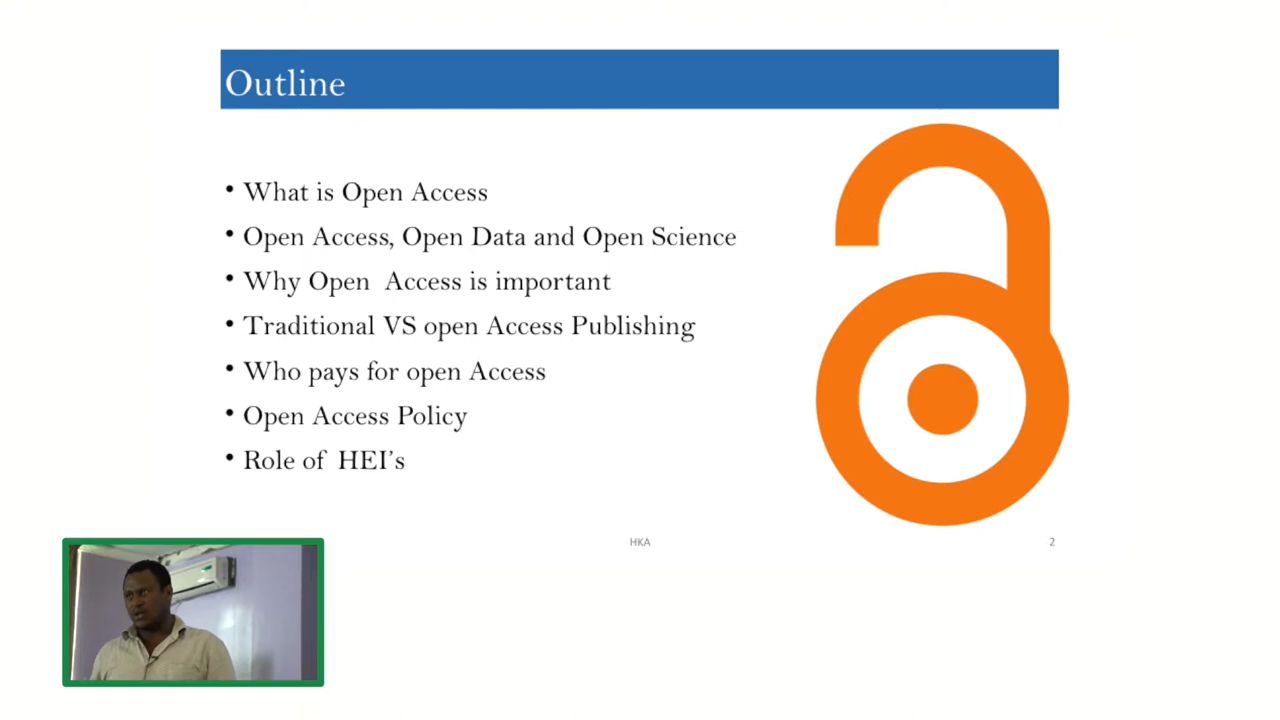 Outline
• What is Open Access
• Open Access, Open Data and Open Science
• Why Open  Access is important
• Traditional VS open Access Publishing
• Who pays for open Access
• Open Access Policy
• Role of  HEI's
HKA
2